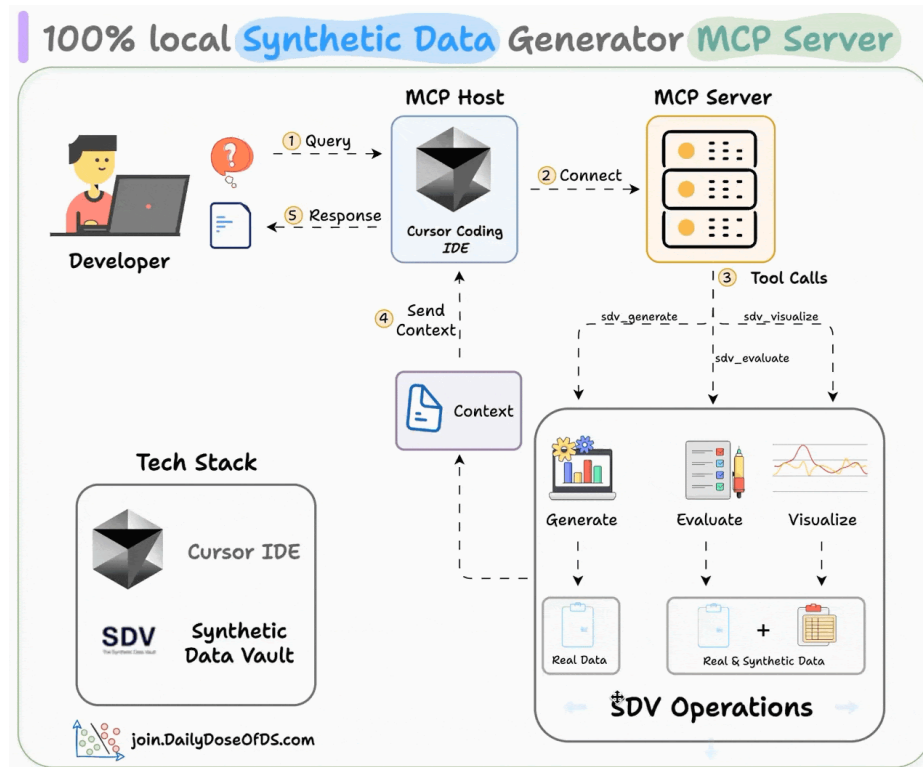 100% local Synthetic Data Generator MCP Server
MCP Host
MCP Server
1 Query
2 Connect
5 Response
Cursor Coding
IDE
Developer
3 Tool Calls
4 Send
Context
sdv_generate
sdv_visualize
sdv_evaluate
Context
Tech Stack
Generate
Evaluate
Visualize
Cursor IDE
SDV
Synthetic
Data Vault
+
Real Data
Real & Synthetic Data
SDV Operations
join.DailyDoseOfDS.com